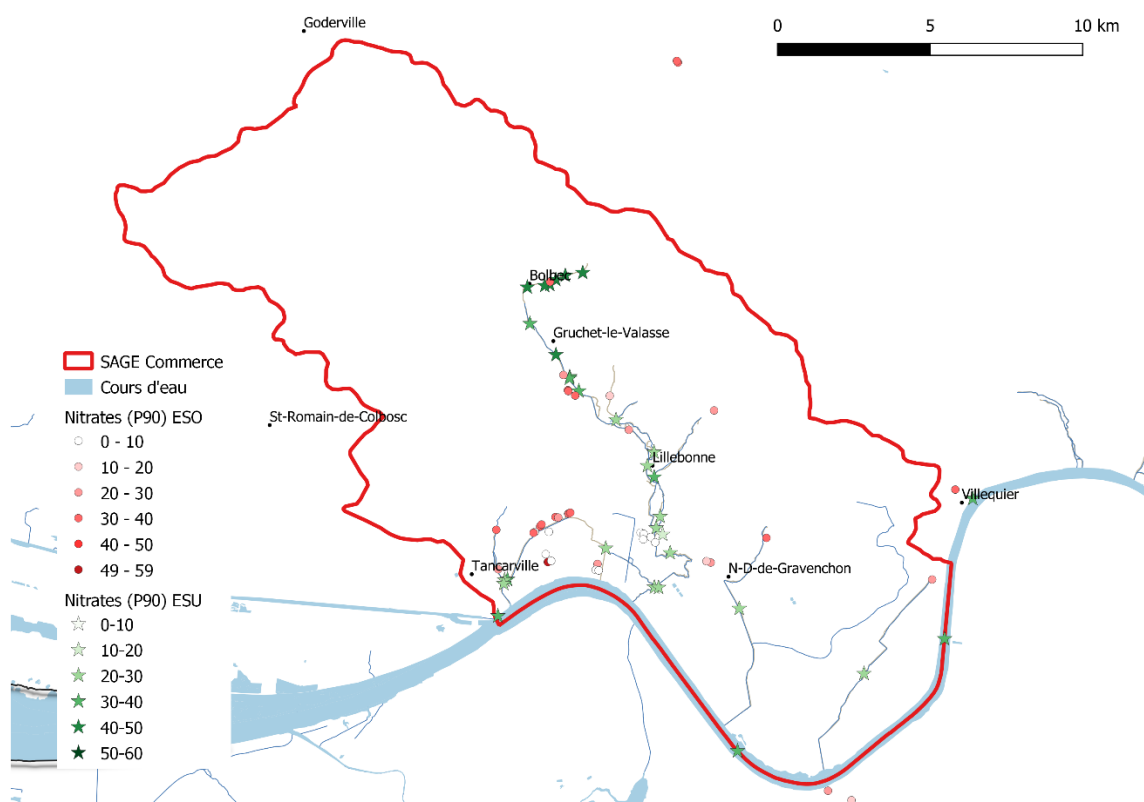 Goderville
0 5 10 km
Bolbec
Gruchet-le-Valasse
SAGE Commerce
Cours d'eau
Nitrates (P90) ESO
0 - 10
10 - 20
20 - 30
30 - 40
40 - 50
49 - 59
Nitrates (P90) ESU
0-10
10-20
20-30
30-40
40-50
50-60
St-Romain-de-Colbosc
Lillebonne
Villequier
Tancarville
N-D-de-Gravenchon